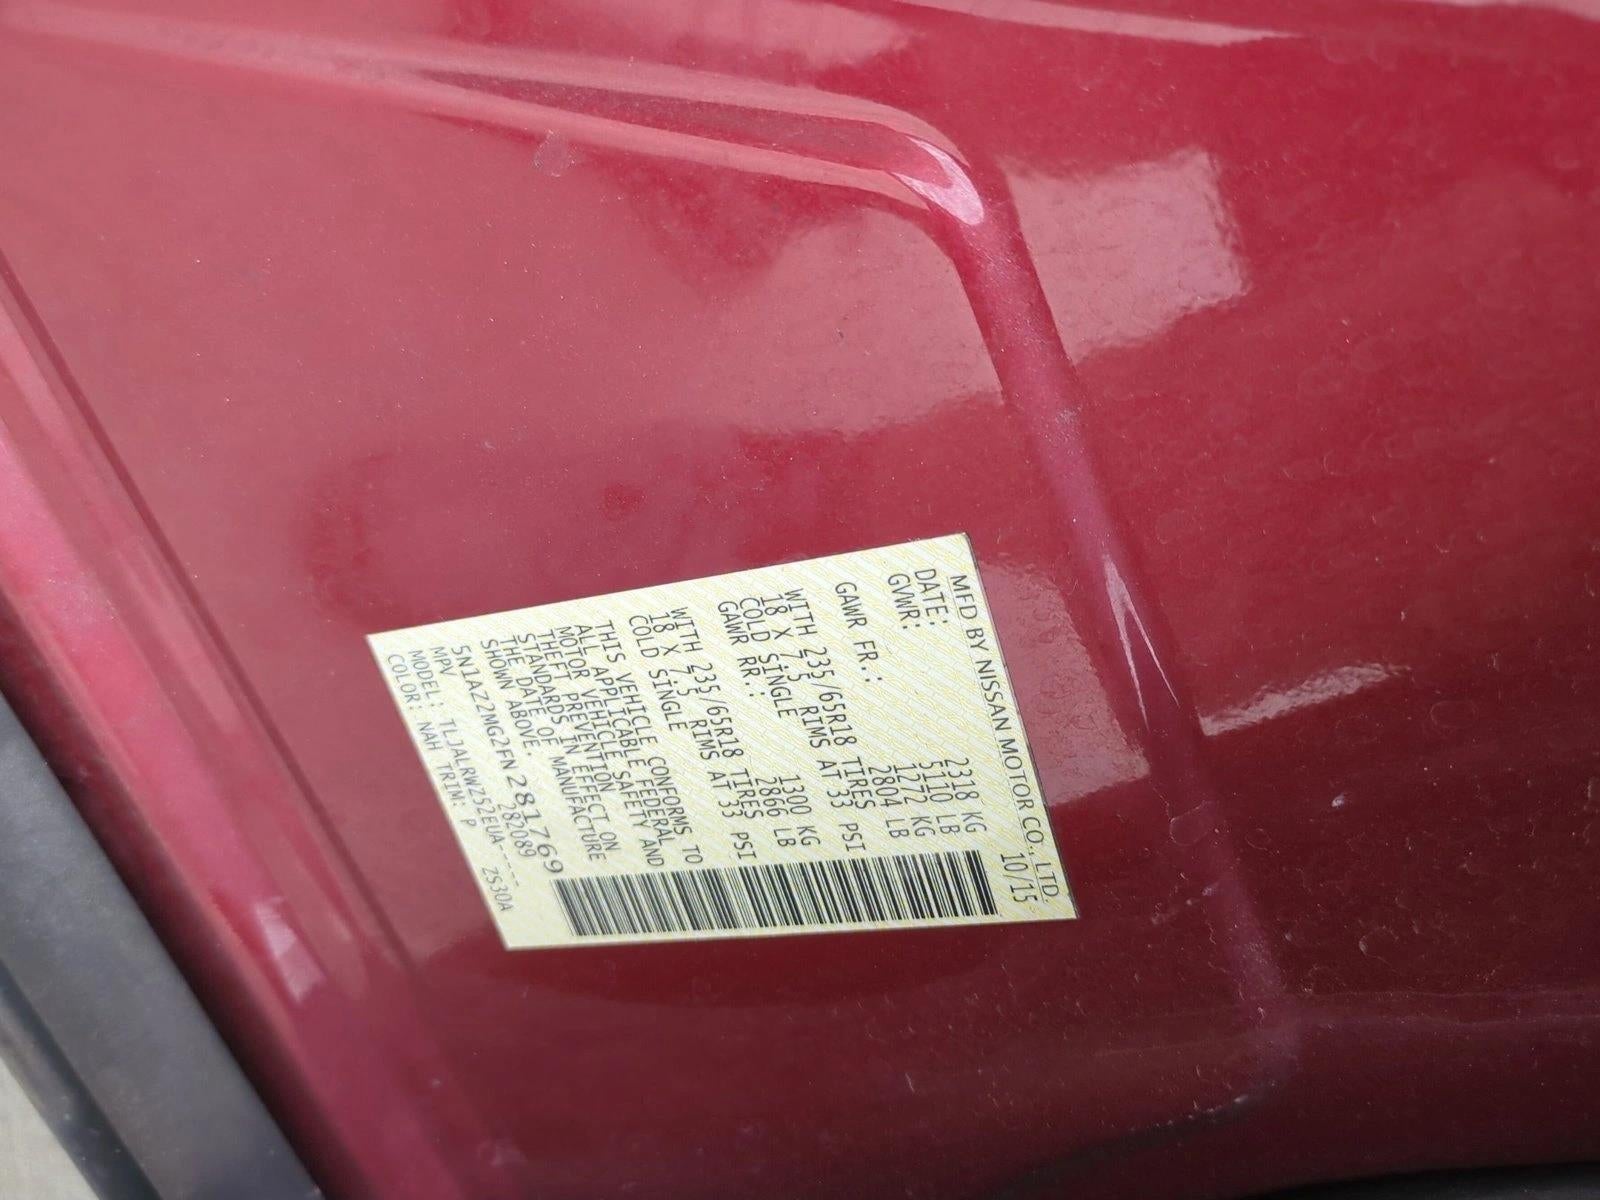 MFD BY NISSAN MOTOR CO., LTD.
DATE: 10/15
GVWR: 2318 KG
5110 LB
GAWR FR.: 1272 KG
2804 LB
WITH 235/65R18 TIRES
18 X 7.5 RIMS AT 33 PSI
COLD SINGLE
GAWR RR.: 1300 KG
2866 LB
WITH 235/65R18 TIRES
18 X 7.5 RIMS AT 33 PSI
COLD SINGLE
THIS VEHICLE CONFORMS TO
ALL APPLICABLE FEDERAL
MOTOR VEHICLE SAFETY AND
THEFT PREVENTION
STANDARDS IN EFFECT ON
THE DATE OF MANUFACTURE
SHOWN ABOVE.
5N1AZ2MG2FN281769
MPV 282089
MODEL: TLJALRWZ52EUA-----
COLOR: NAH TRIM: P ZS30A